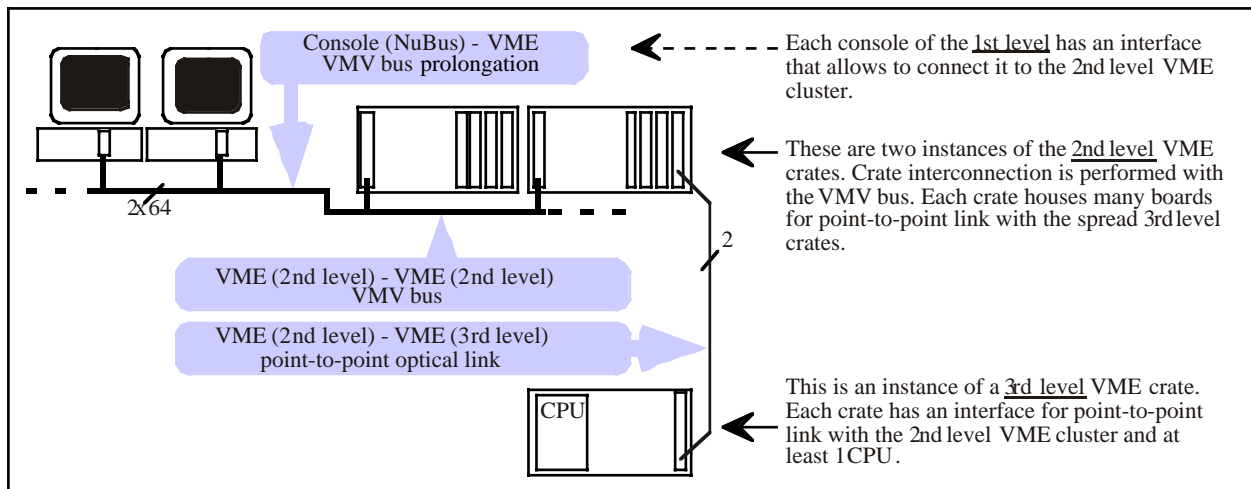 Console (NuBus) - VME
VMV bus prolongation
Each console of the 1st level has an interface
that allows to connect it to the 2nd level VME
cluster.
These are two instances of the 2nd level VME
crates. Crate interconnection is performed with
the VMV bus. Each crate houses many boards
for point-to-point link with the spread 3rd level
crates.
2x64
2
VME (2nd level) - VME (2nd level)
VMV bus
VME (2nd level) - VME (3rd level)
point-to-point optical link
CPU
This is an instance of a 3rd level VME crate.
Each crate has an interface for point-to-point
link with the 2nd level VME cluster and at
least 1CPU.